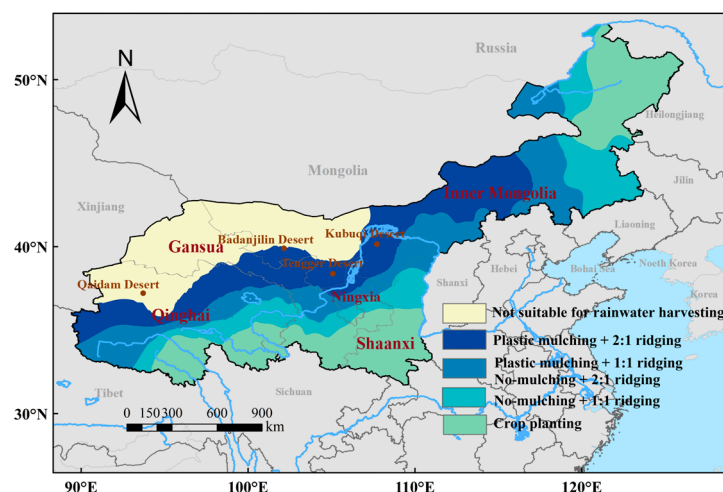 50°N
40°N
30°N
90°E
100°E
110°E
120°E
N
Russia
Heilongjiang
Mongolia
Jilin
Xinjiang
Inner Mongolia
Liaoning
Gansua
Badanjilin Desert
Kubuqi Desert
Tengger Desert
Qaidam Desert
Hebei
Bohai Sea
Noeth Korea
Shanxi
Korea
Ningxia
Qinghai
Shaanxi
Tibet
Sichuan
Not suitable for rainwater harvesting
Plastic mulching + 2:1 ridging
Plastic mulching + 1:1 ridging
No-mulching + 2:1 ridging
No-mulching + 1:1 ridging
Crop planting
0 150 300 600 900
km